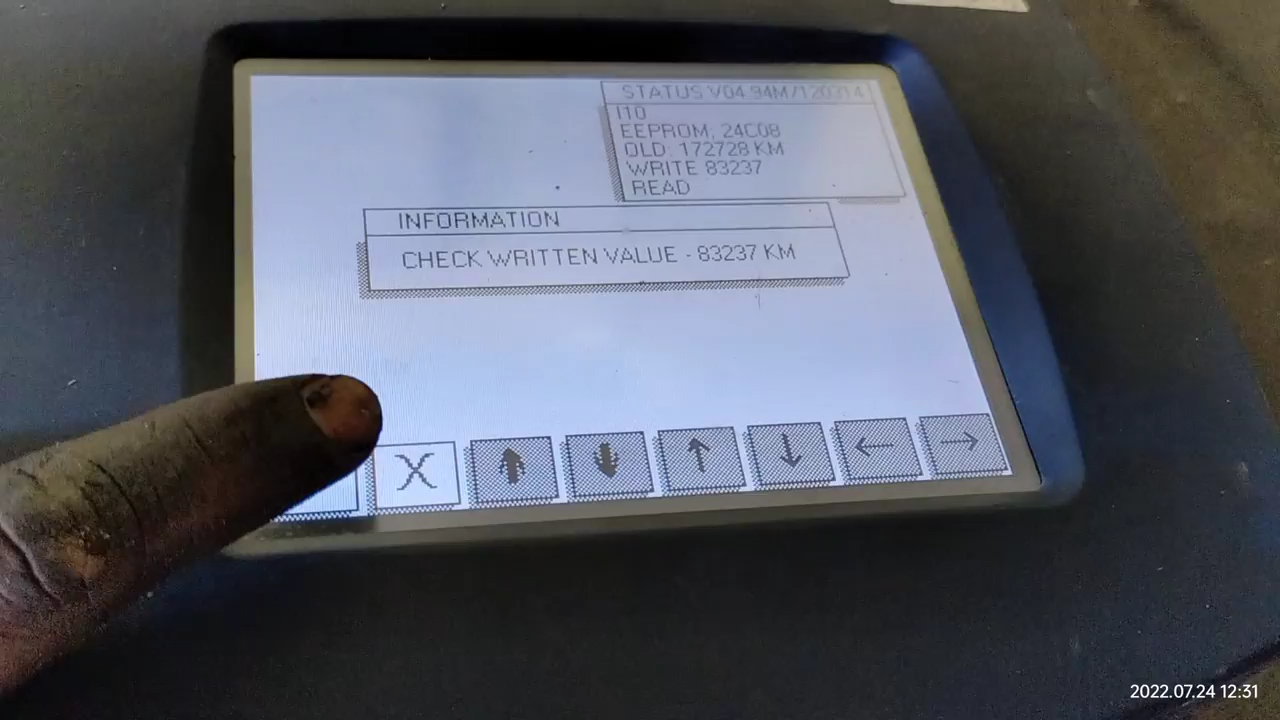 STATUS V04.94M/120314
I10
EEPROM; 24C08
OLD: 172728 KM
WRITE 83237
READ
INFORMATION
CHECK WRITTEN VALUE - 83237 KM
X
2022.07.24 12:31